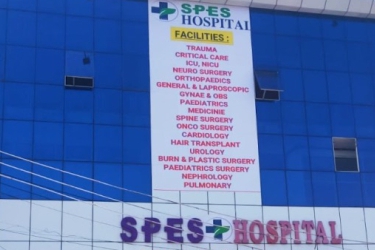 SPES
HOSPITAL
FACILITIES :
TRAUMA
CRITICAL CARE
ICU, NICU
NEURO SURGERY
ORTHOPAEDICS
GENERAL & LAPROSCOPIC
GYNAE & OBS
PAEDIATRICS
MEDICINIE
SPINE SURGERY
ONCO SURGERY
CARDIOLOGY
HAIR TRANSPLANT
UROLOGY
BURN & PLASTIC SURGERY
PAEDIATRICS SURGERY
NEPHROLOGY
PULMONARY
SPES HOSPITAL